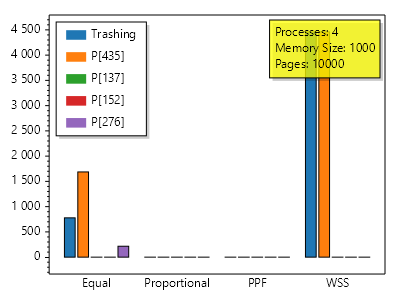 4 500
4 000
3 500
3 000
2 500
2 000
1 500
1 000
500
0
Trashing
P[435]
P[137]
P[152]
P[276]
Processes: 4
Memory Size: 1000
Pages: 10000
Equal
Proportional
PPF
WSS